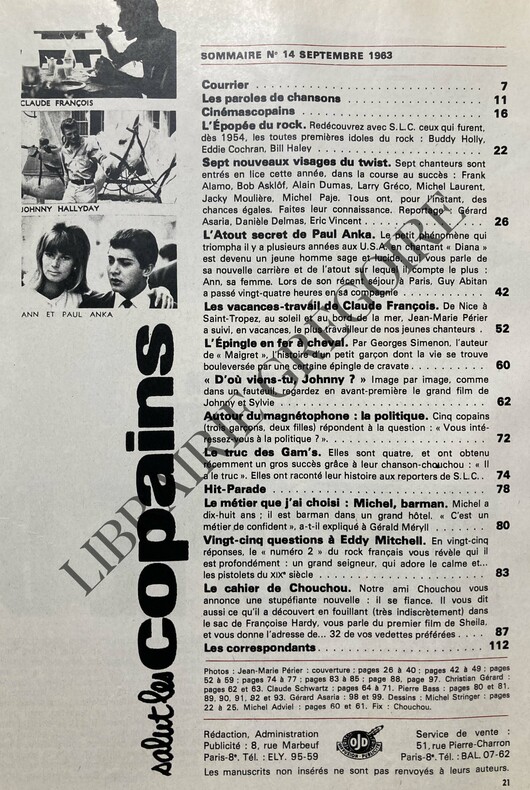 SOMMAIRE N° 14 SEPTEMBRE 1963
Courrier 7
Les paroles de chansons 11
Cinémascopains 16
L'Épopée du rock. Redécouvrez avec S.L.C. ceux qui furent,
dès 1954, les toutes premières idoles du rock : Buddy Holly,
Eddie Cochran, Bill Haley 22
Sept nouveaux visages du twist. Sept chanteurs sont
entrés en lice cette année, dans la course au succès : Frank
Alamo, Bob Asklôf, Alain Dumas, Larry Gréco, Michel Laurent,
Jacky Moulière, Michel Paje. Tous ont, pour l'instant, des
chances égales. Faites leur connaissance. Reportage : Gérard
Asaria, Danièle Delmas, Eric Vincent 26
L'Atout secret de Paul Anka. Le petit phénomène qui
triompha il y a plusieurs années aux U.S.A. en chantant « Diana »
est devenu un jeune homme sage et lucide qui vous parle de
sa nouvelle carrière et de l'atout sur lequel il compte le plus :
Ann, sa femme. Lors de son récent séjour à Paris, Guy Abitan
a passé vingt-quatre heures en sa compagnie 42
Les vacances-travail de Claude François. De Nice à
Saint-Tropez, au soleil et au bord de la mer, Jean-Marie Périer
a suivi, en vacances, le plus travailleur de nos jeunes chanteurs . 52
L'Épingle en fer à cheval. Par Georges Simenon, l'auteur
de « Maigret », l'histoire d'un petit garçon dont la vie se trouve
bouleversée par une certaine épingle de cravate 60
« D'où viens-tu, Johnny ? » Image par image, comme
dans un fauteuil, regardez en avant-première le grand film de
Johnny et Sylvie 62
Autour du magnétophone : la politique. Cinq copains
(trois garçons, deux filles) répondent à la question : « Vous inté-
ressez-vous à la politique ? » 72
Le truc des Gam's. Elles sont quatre, et ont obtenu
récemment un gros succès grâce à leur chanson-chouchou : « Il
a le truc ». Elles ont raconté leur histoire aux reporters de S.L.C. 74
Hit-Parade 78
Le métier que j'ai choisi : Michel, barman. Michel a
dix-huit ans ; il est barman dans un grand hôtel. « C'est un
métier de confident », a-t-il expliqué à Gérald Méryll 80
Vingt-cinq questions à Eddy Mitchell. En vingt-cinq
réponses, le « numéro 2 » du rock français vous révèle qui il
est profondément : un grand seigneur, qui adore le calme et...
les pistolets du XIXe siècle 83
Le cahier de Chouchou. Notre ami Chouchou vous
annonce une stupéfiante nouvelle : il se fiance. Il vous dit
aussi ce qu'il a découvert en fouillant (très indiscrètement) dans
le sac de Françoise Hardy, vous parle du premier film de Sheila,
et vous donne l'adresse de... 32 de vos vedettes préférées 87
Les correspondants 112
Photos : Jean-Marie Périer : couverture ; pages 26 à 40 ; pages 42 à 49 ; pages
52 à 59 ; pages 74 à 77 ; pages 83 à 85 ; page 88, page 97. Christian Gérard :
pages 62 et 63. Claude Schwartz : pages 64 à 71. Pierre Bass : pages 80 et 81.
89, 90, 91, 92 et 93. Gérard Asaria : 98 et 99. Dessins : Michel Stringer : pages
22 à 25. Michel Adviel : pages 60 et 61. Fix : Chouchou.
Rédaction, Administration
Publicité : 8, rue Marbeuf
Paris-8e. Tél. : ELY. 95-59
OJD
DIFFUSION
Service de vente :
51, rue Pierre-Charron
Paris-8e. Tél. : BAL. 07-62
Les manuscrits non insérés ne sont pas renvoyés à leurs auteurs.
21
CLAUDE FRANÇOIS
JOHNNY HALLYDAY
ANN ET PAUL ANKA
salut les copains
LIBRAIRIE GREGOIRE